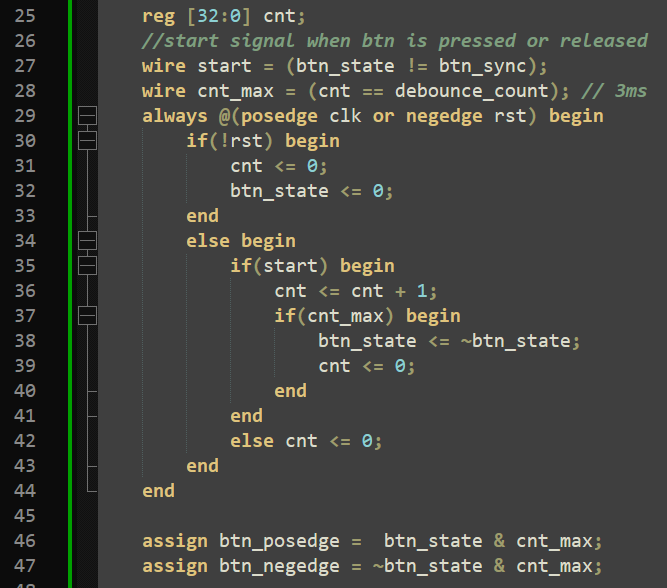 25 reg [32:0] cnt;
26 //start signal when btn is pressed or released
27 wire start = (btn_state != btn_sync);
28 wire cnt_max = (cnt == debounce_count); // 3ms
29 always @(posedge clk or negedge rst) begin
30 if(!rst) begin
31 cnt <= 0;
32 btn_state <= 0;
33 end
34 else begin
35 if(start) begin
36 cnt <= cnt + 1;
37 if(cnt_max) begin
38 btn_state <= ~btn_state;
39 cnt <= 0;
40 end
41 end
42 else cnt <= 0;
43 end
44 end
45
46 assign btn_posedge =  btn_state & cnt_max;
47 assign btn_negedge = ~btn_state & cnt_max;